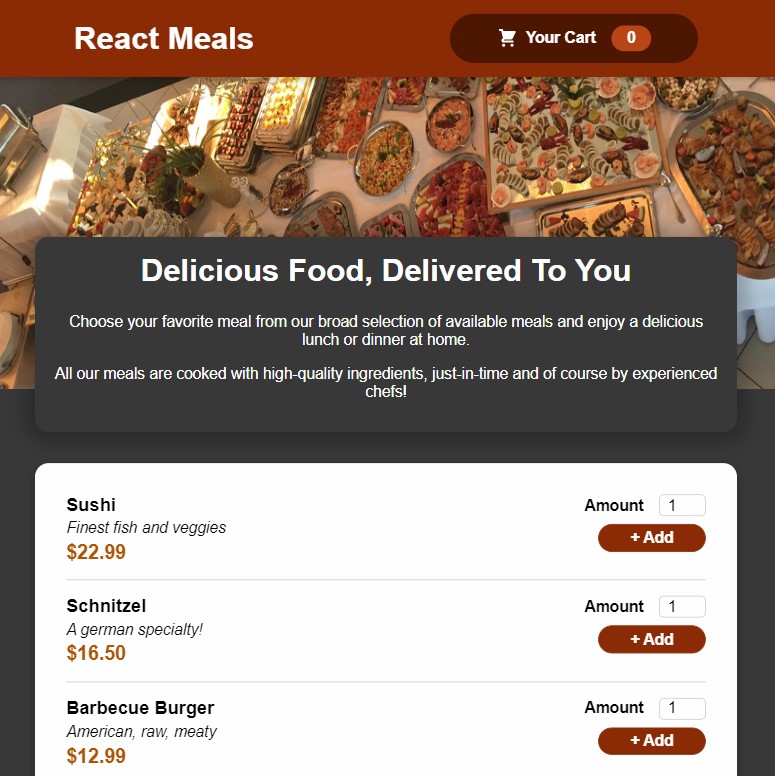 React Meals
Your Cart 0
Delicious Food, Delivered To You
Choose your favorite meal from our broad selection of available meals and enjoy a delicious
lunch or dinner at home.
All our meals are cooked with high-quality ingredients, just-in-time and of course by experienced
chefs!
Sushi
Finest fish and veggies
$22.99
Amount 1
+ Add
Schnitzel
A german specialty!
$16.50
Amount 1
+ Add
Barbecue Burger
American, raw, meaty
$12.99
Amount 1
+ Add